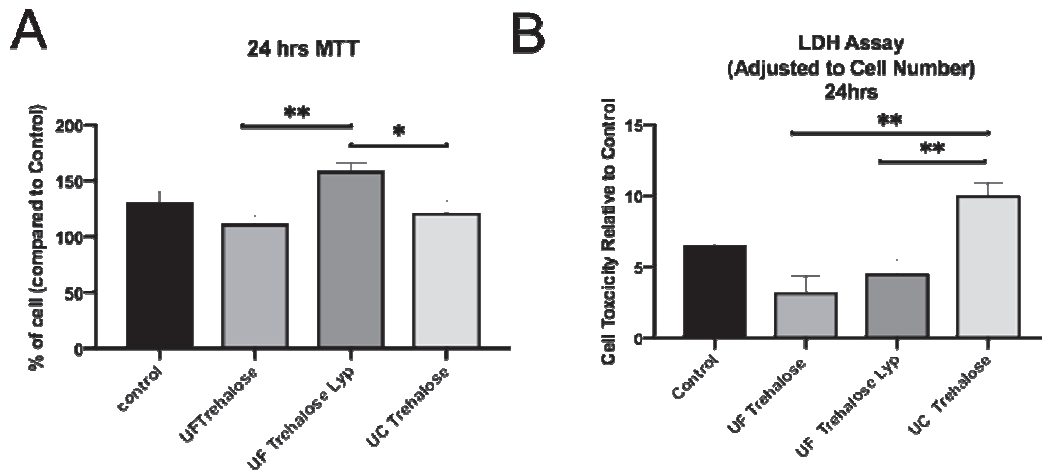 A
24 hrs MTT
% of cell (compared to Control)
200
150
100
50
0
**
*
control
UFTrehalose
UF Trehalose Lyp
UC Trehalose
B
LDH Assay
(Adjusted to Cell Number)
24hrs
Cell Toxcicity Relative to Control
15
10
5
0
**
**
Control
UF Trehalose
UF Trehalose Lyp
UC Trehalose